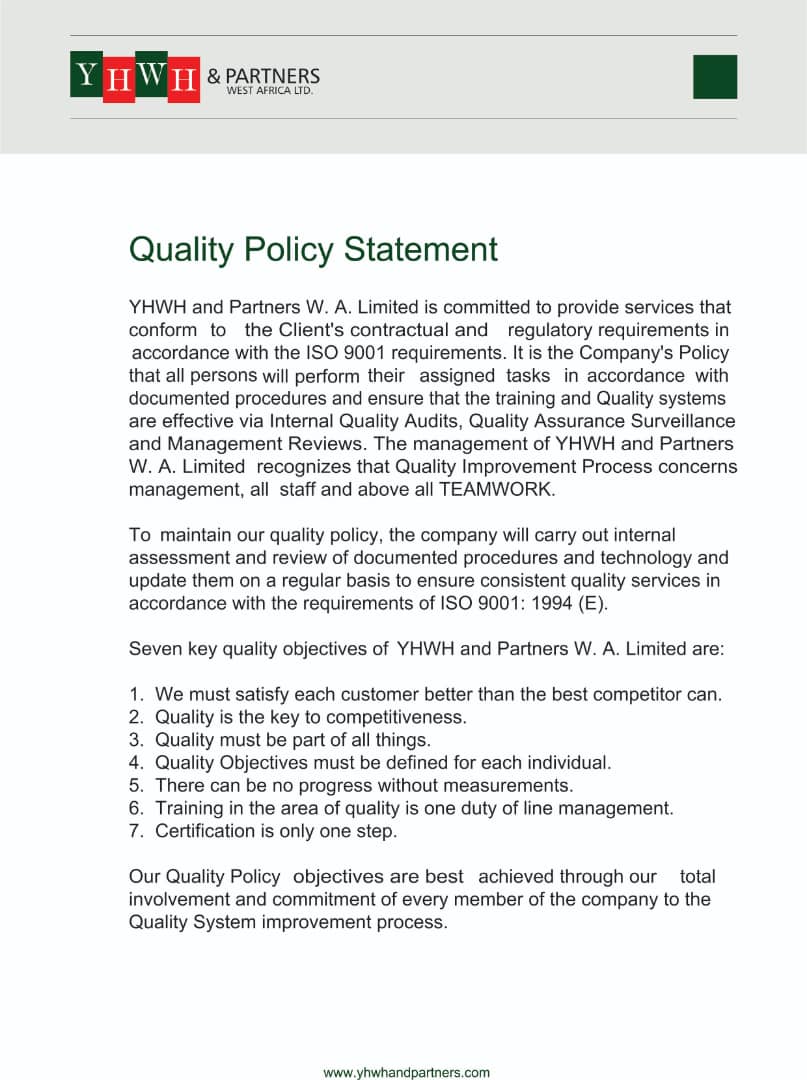 YHWH & PARTNERS
WEST AFRICA LTD.
Quality Policy Statement
YHWH and Partners W. A. Limited is committed to provide services that
conform to the Client's contractual and regulatory requirements in
accordance with the ISO 9001 requirements. It is the Company's Policy
that all persons will perform their assigned tasks in accordance with
documented procedures and ensure that the training and Quality systems
are effective via Internal Quality Audits, Quality Assurance Surveillance
and Management Reviews. The management of YHWH and Partners
W. A. Limited recognizes that Quality Improvement Process concerns
management, all staff and above all TEAMWORK.
To maintain our quality policy, the company will carry out internal
assessment and review of documented procedures and technology and
update them on a regular basis to ensure consistent quality services in
accordance with the requirements of ISO 9001: 1994 (E).
Seven key quality objectives of YHWH and Partners W. A. Limited are:
1. We must satisfy each customer better than the best competitor can.
2. Quality is the key to competitiveness.
3. Quality must be part of all things.
4. Quality Objectives must be defined for each individual.
5. There can be no progress without measurements.
6. Training in the area of quality is one duty of line management.
7. Certification is only one step.
Our Quality Policy objectives are best achieved through our total
involvement and commitment of every member of the company to the
Quality System improvement process.
www.yhwhandpartners.com